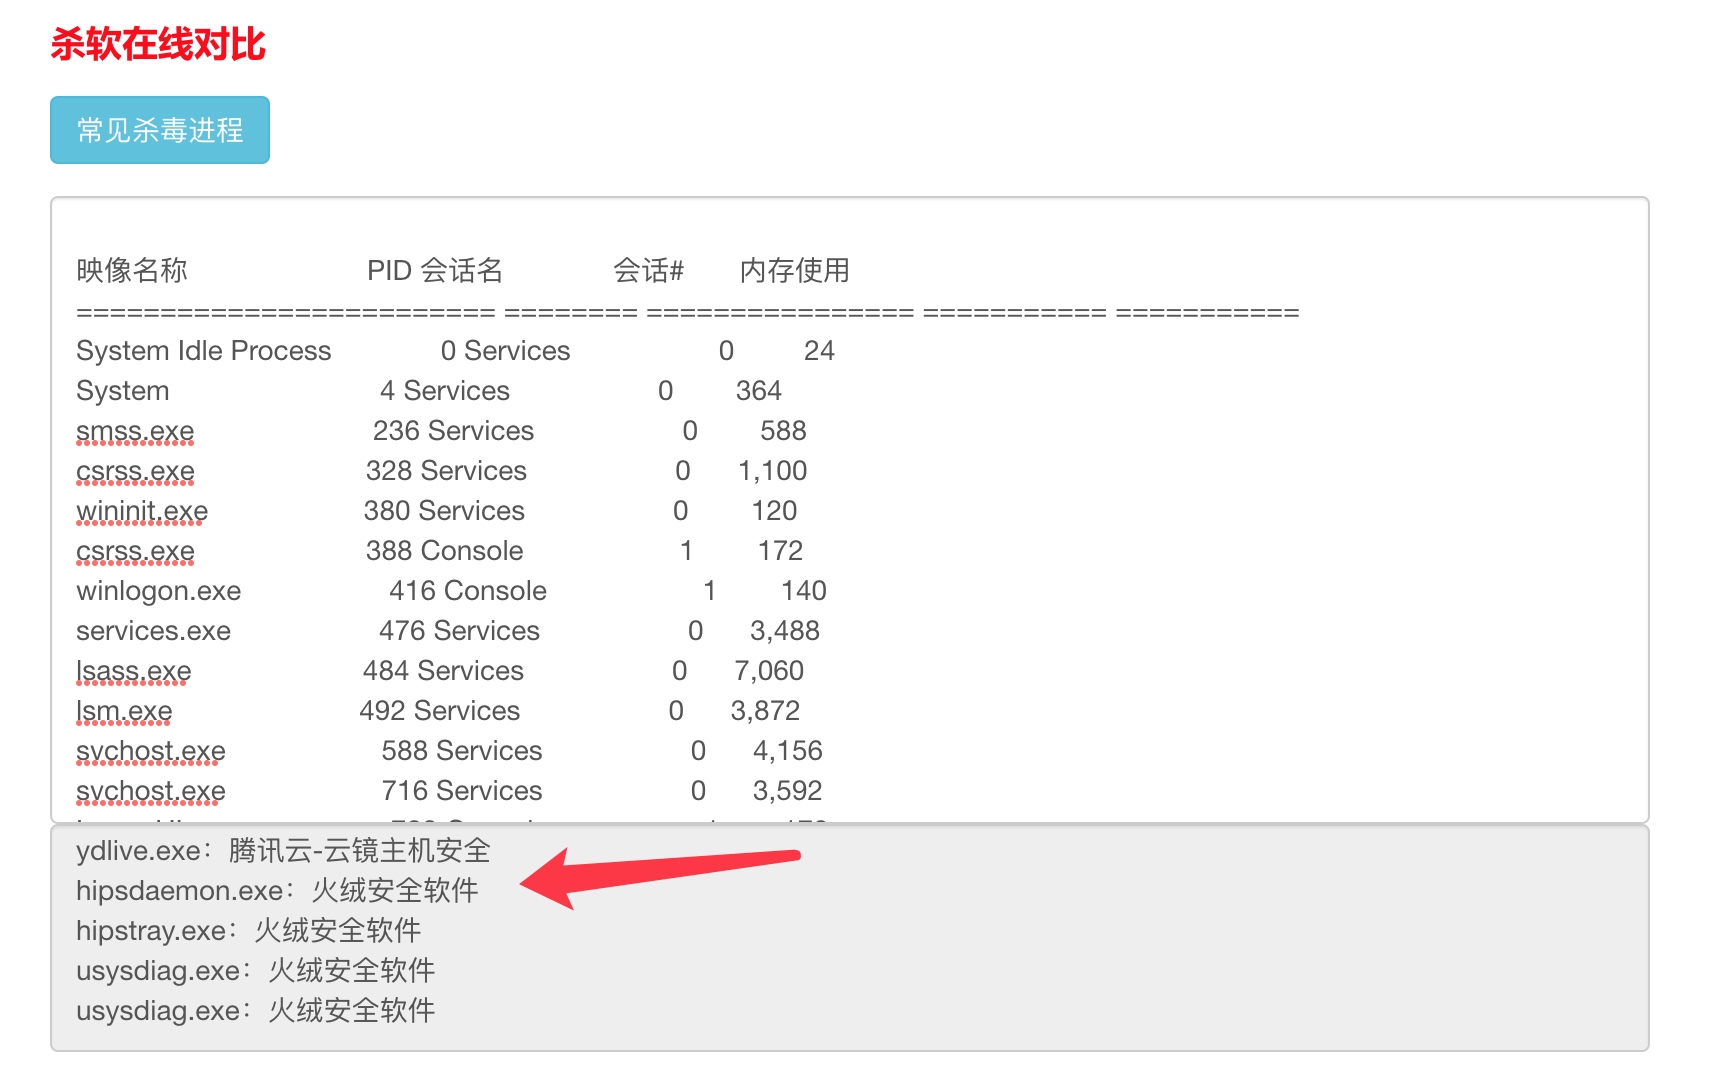 杀软在线对比
常见杀毒进程
映像名称 PID 会话名 会话# 内存使用
========================= ======== ================ =========== ===========
System Idle Process 0 Services 0 24
System 4 Services 0 364
smss.exe 236 Services 0 588
csrss.exe 328 Services 0 1,100
wininit.exe 380 Services 0 120
csrss.exe 388 Console 1 172
winlogon.exe 416 Console 1 140
services.exe 476 Services 0 3,488
lsass.exe 484 Services 0 7,060
lsm.exe 492 Services 0 3,872
svchost.exe 588 Services 0 4,156
svchost.exe 716 Services 0 3,592
ydlive.exe：腾讯云-云镜主机安全
hipsdaemon.exe：火绒安全软件
hipstray.exe：火绒安全软件
usysdiag.exe：火绒安全软件
usysdiag.exe：火绒安全软件